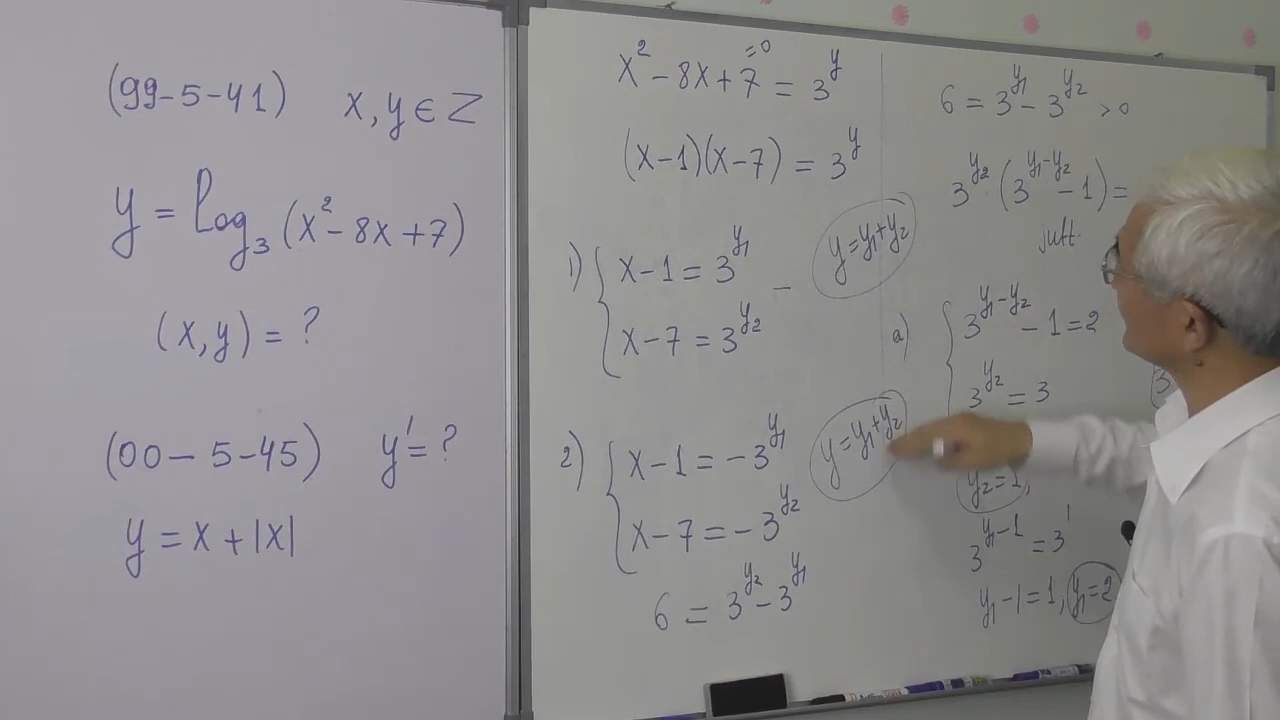 (99-5-41) x, y ∈ Z
y = log₃(x²-8x+7)
(x,y) = ?
(00-5-45) y' = ?
y = x + |x|
x² - 8x + 7 = 3^y
=0
(x-1)(x-7) = 3^y
1) { x-1 = 3^{y₁}
x-7 = 3^{y₂}
−
y = y₁ + y₂
2) { x-1 = -3^{y₁}
x-7 = -3^{y₂}
y = y₁ + y₂
6 = 3^{y₂} - 3^{y₁}
6 = 3^{y₁} - 3^{y₂} > 0
3^{y₂} · (3^{y₁-y₂} - 1) =
juft
a) { 3^{y₁-y₂} - 1 = 2
3^{y₂} = 3
y₂ = 1,
3^{y₁-1} = 3^1
y₁ - 1 = 1, y₁ = 2